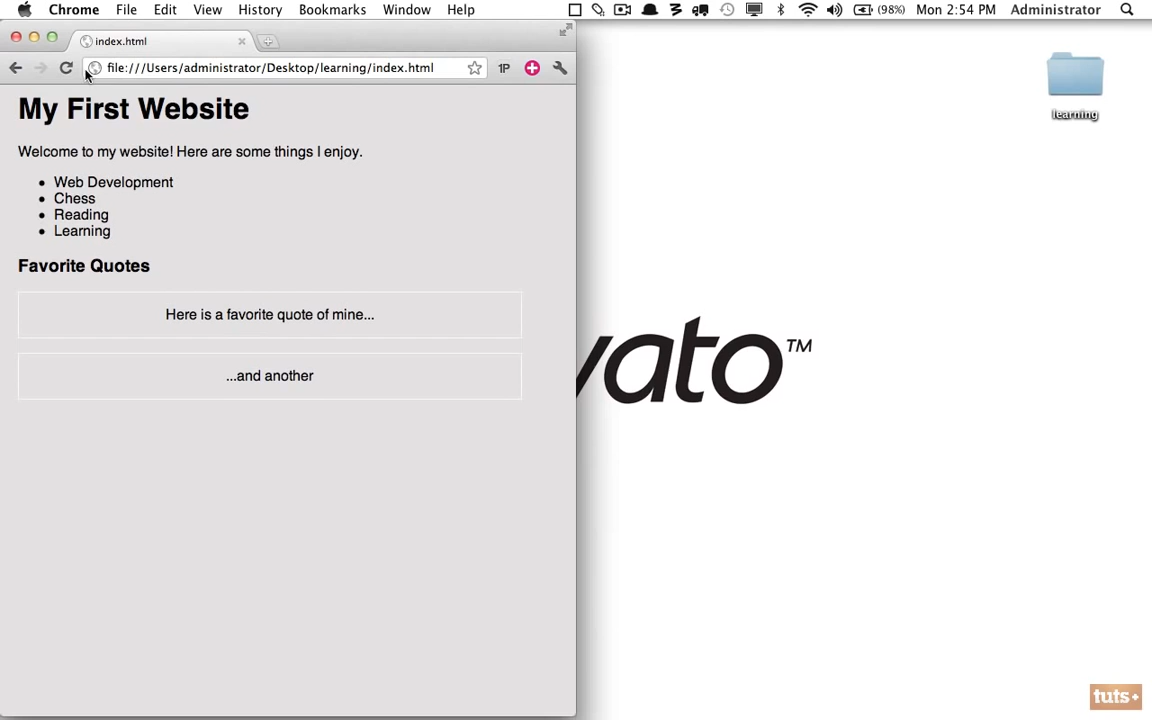 Chrome File Edit View History Bookmarks Window Help (98%) Mon 2:54 PM Administrator
index.html
file:///Users/administrator/Desktop/learning/index.html 1P
My First Website
Welcome to my website! Here are some things I enjoy.
Web Development
Chess
Reading
Learning
Favorite Quotes
Here is a favorite quote of mine...
...and another
learning
vato™
tuts+